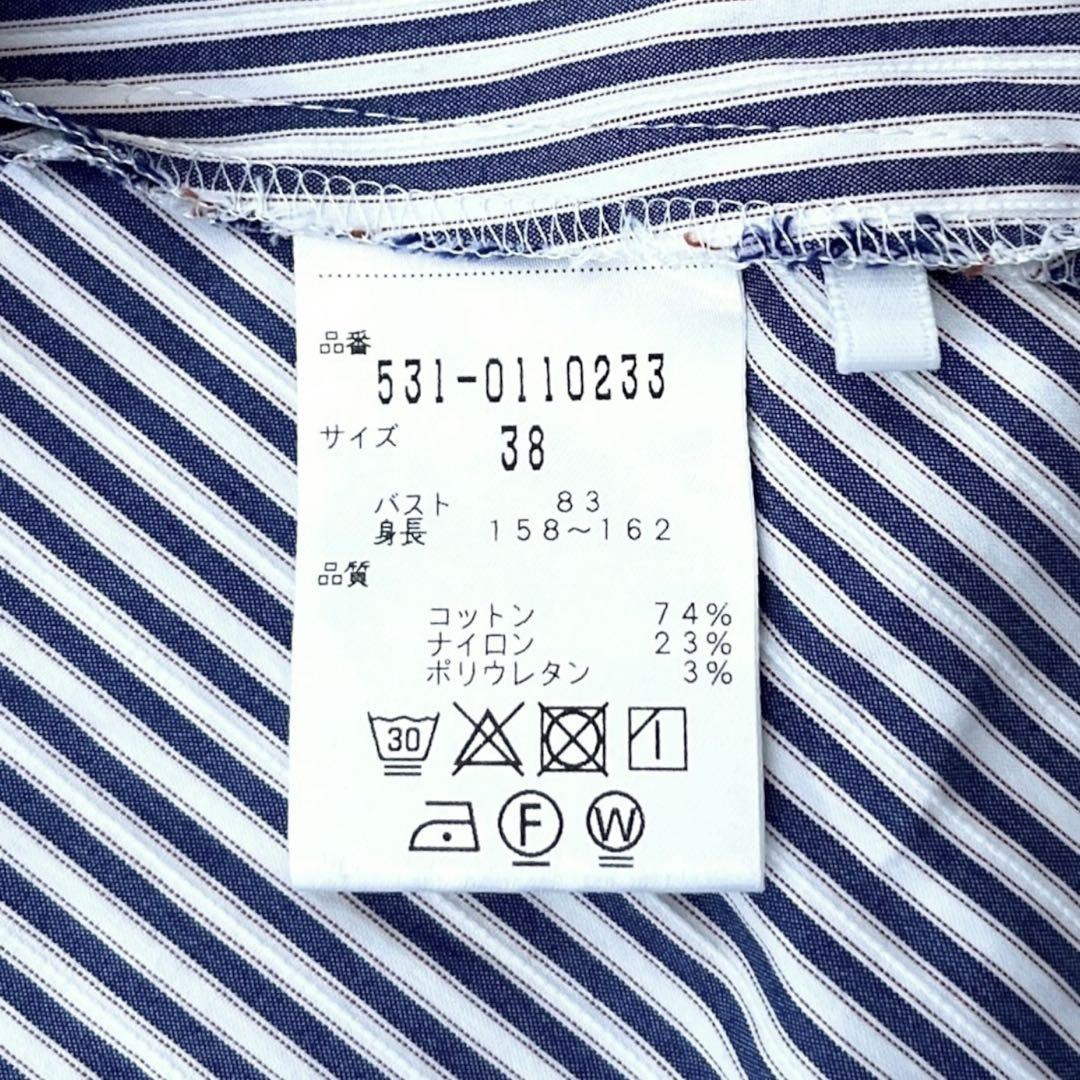 品番
531-0110233
サイズ 38
バスト 83
身長 158～162
品質
コットン 74%
ナイロン 23%
ポリウレタン 3%
30
F W